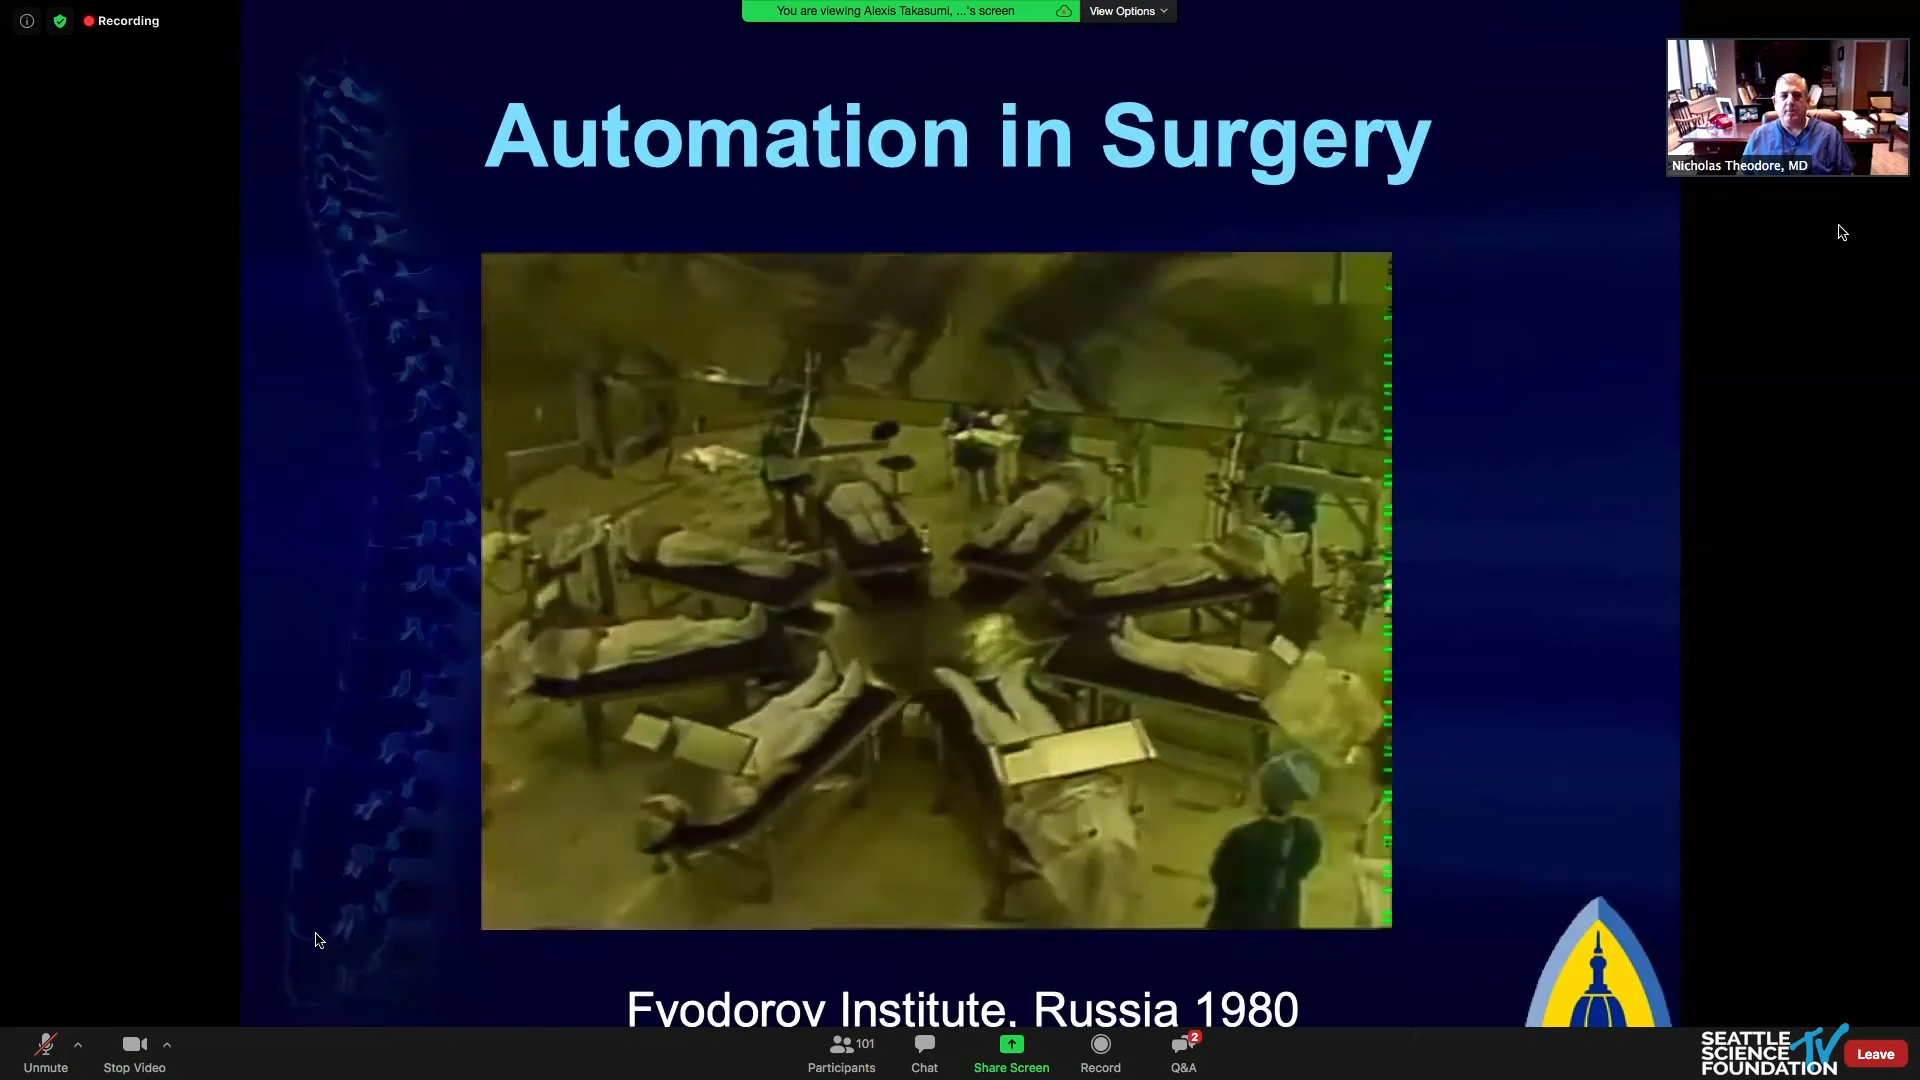 Recording
You are viewing Alexis Takasumi, ...'s screen
View Options
Automation in Surgery
Nicholas Theodore, MD
Fyodorov Institute, Russia 1980
Unmute
Stop Video
101
Participants
Chat
Share Screen
Record
2
Q&A
SEATTLE
SCIENCE TV
FOUNDATION
Leave